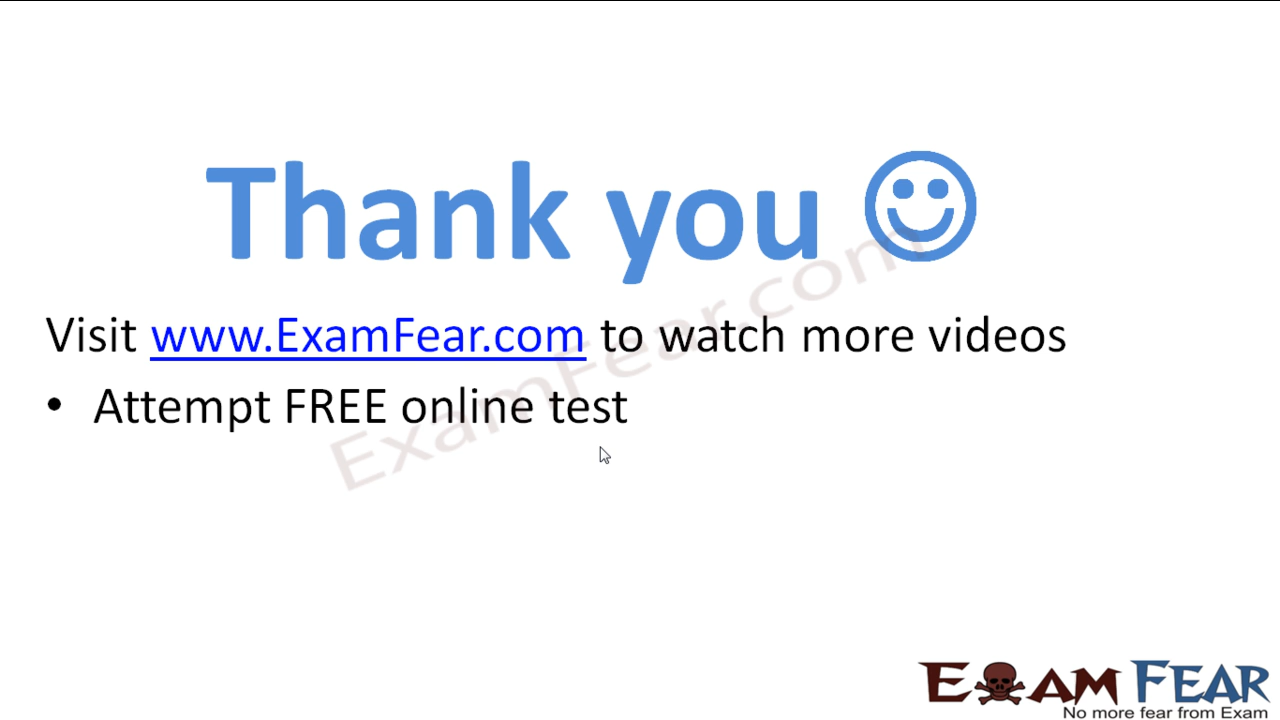 Thank you
Visit www.ExamFear.com to watch more videos
• Attempt FREE online test
ExamFear.com
EXAM FEAR
No more fear from Exam